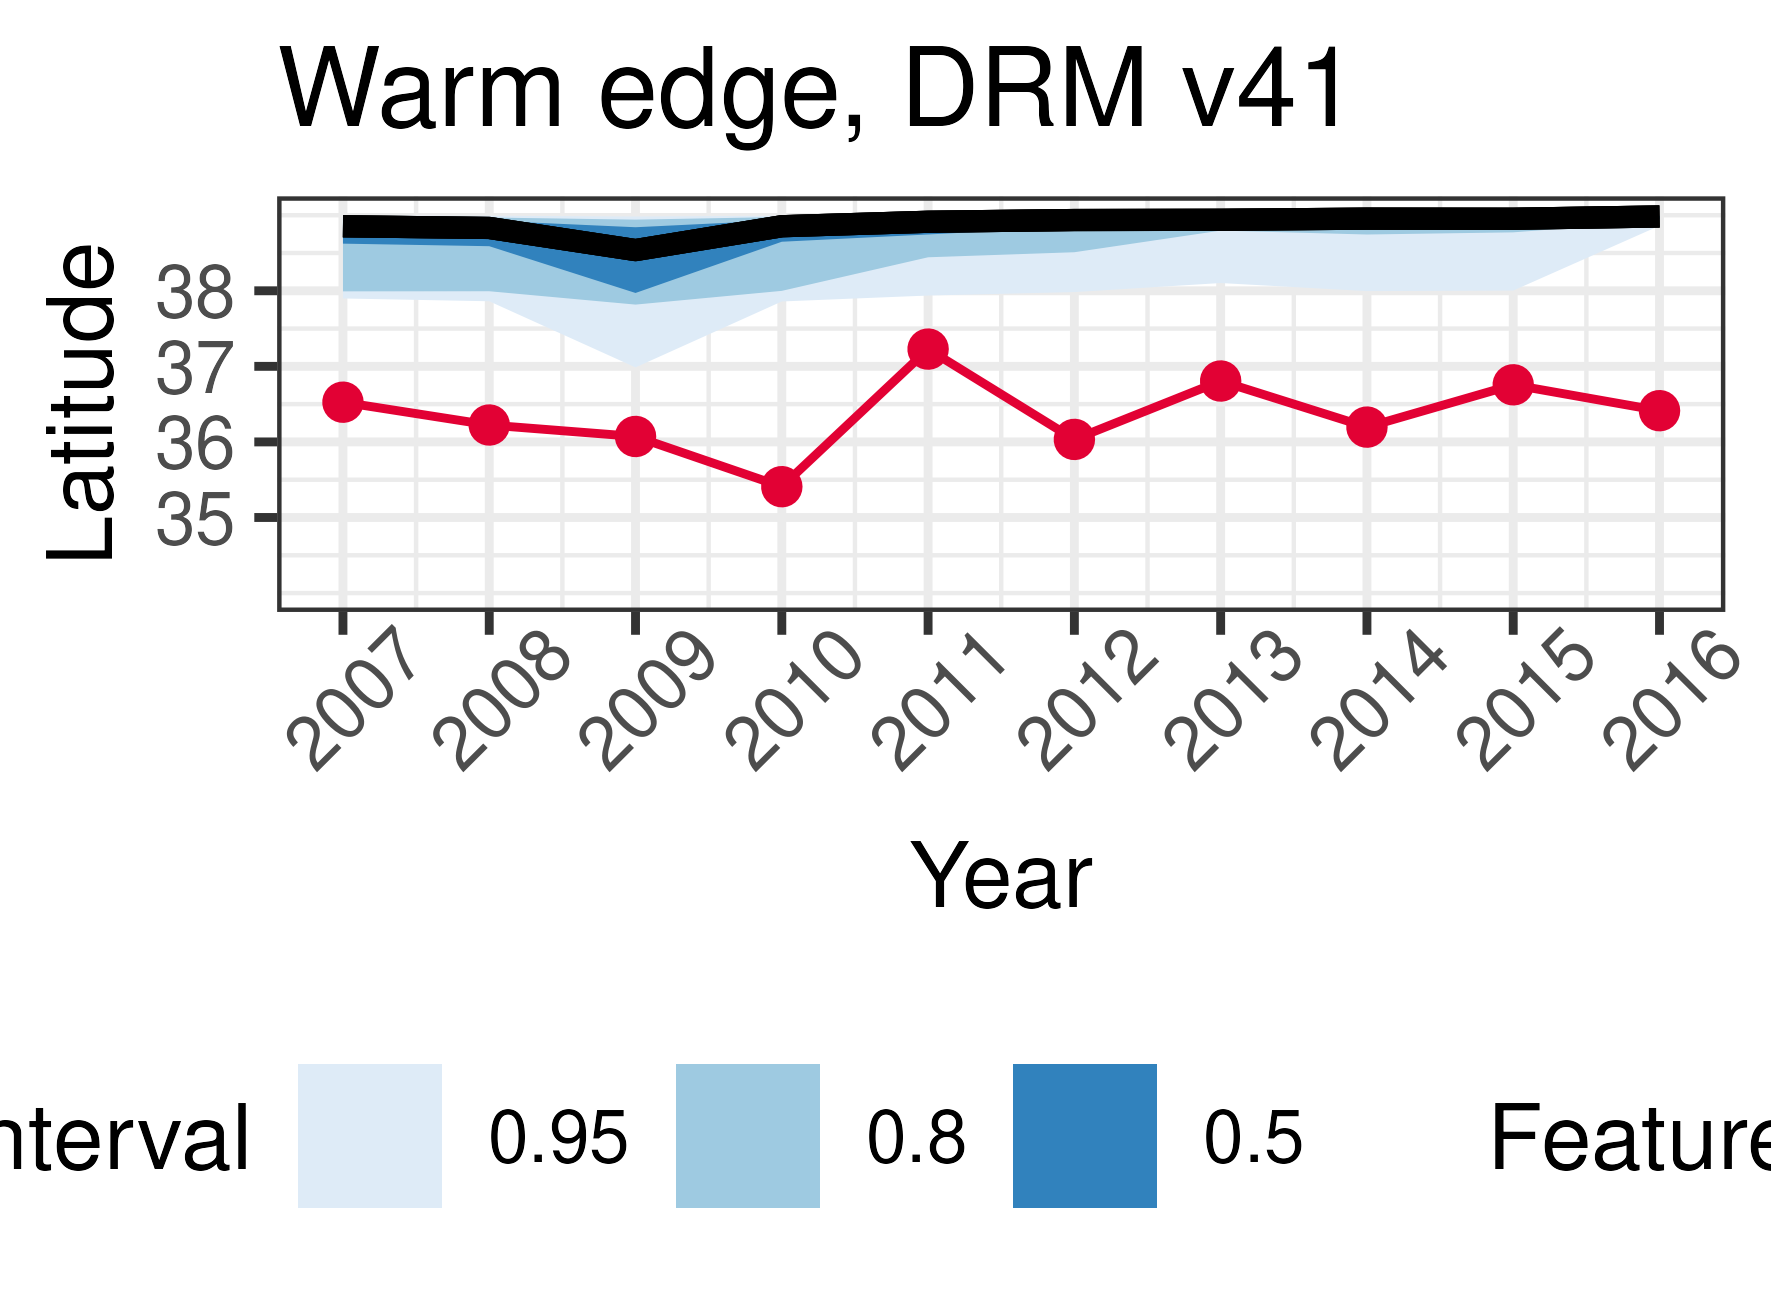 Warm edge, DRM v41
Latitude
38
37
36
35
2007 2008 2009 2010 2011 2012 2013 2014 2015 2016
Year
nterval 0.95 0.8 0.5 Feature